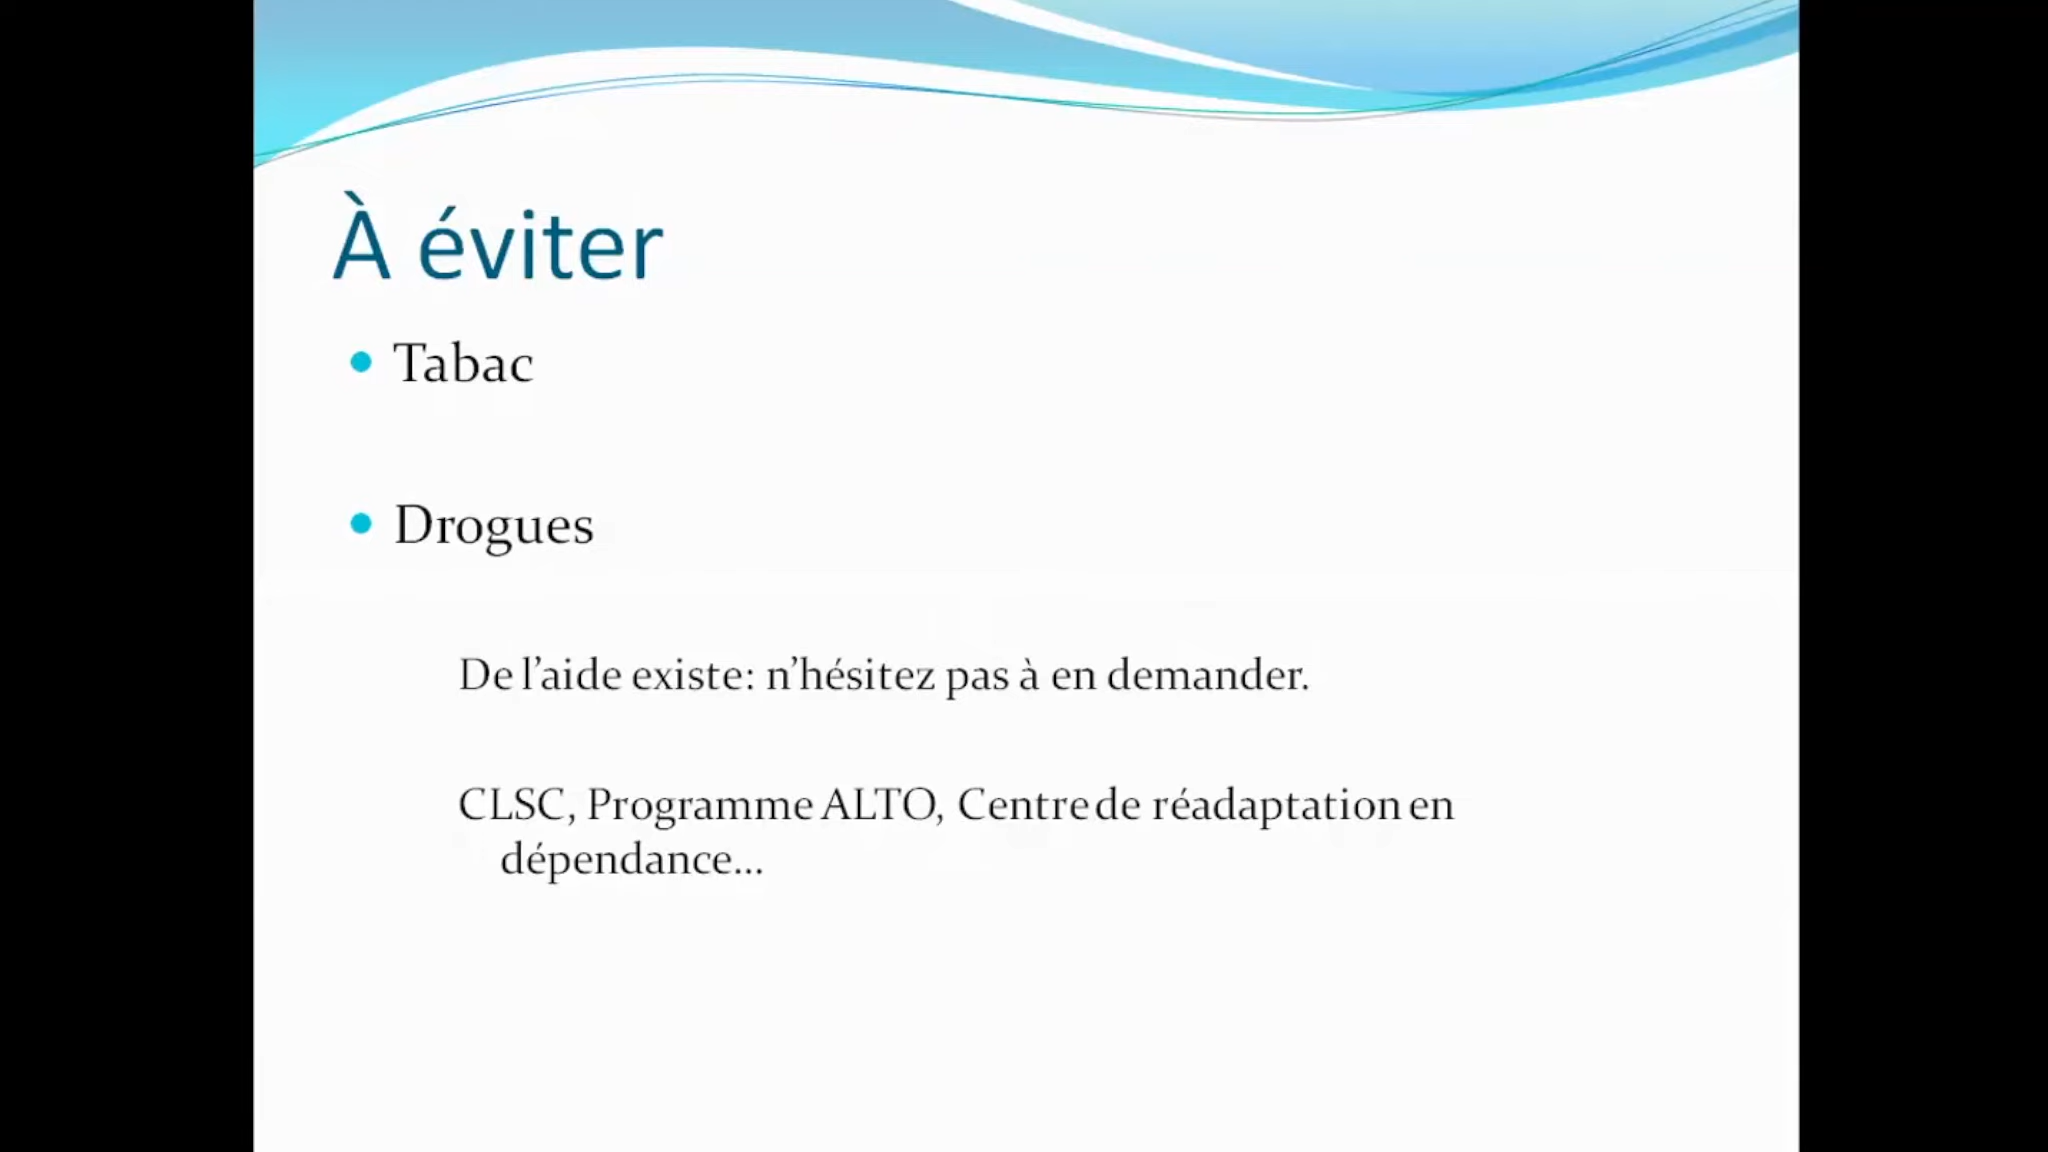 À éviter
Tabac
Drogues
De l’aide existe: n’hésitez pas à en demander.
CLSC, Programme ALTO, Centre de réadaptation en
dépendance…